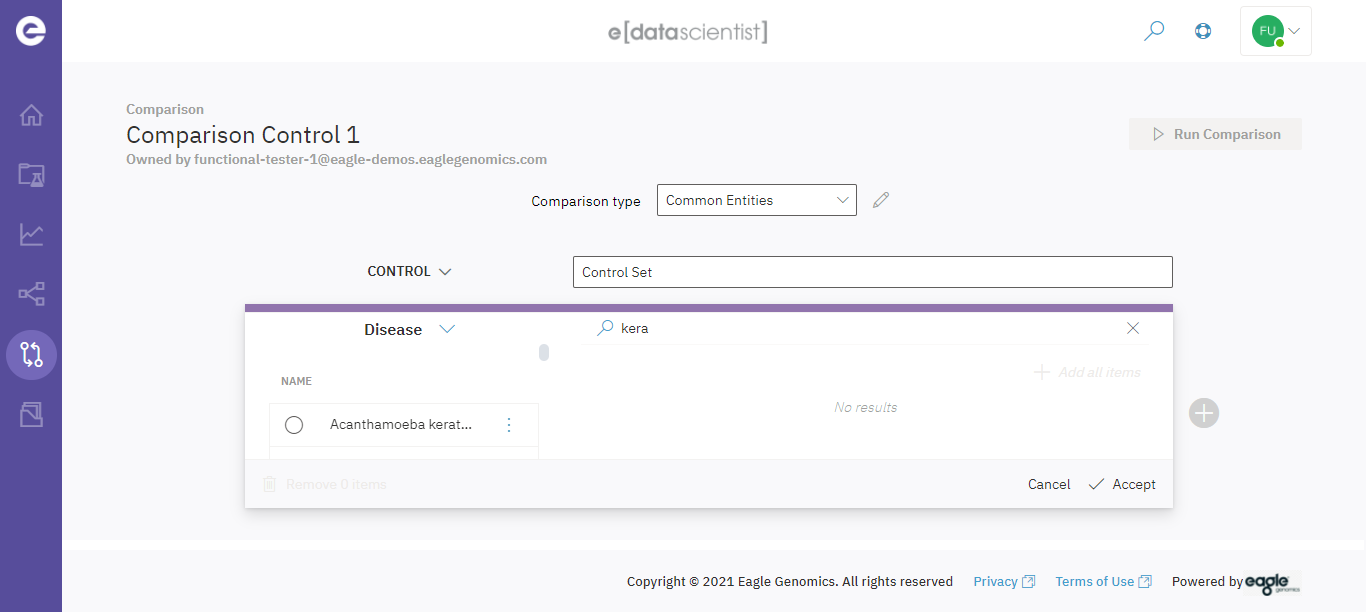 e[datascientist]
FU
Comparison
Comparison Control 1
Owned by functional-tester-1@eagle-demos.eaglegenomics.com
Run Comparison
Comparison type
Common Entities
CONTROL
Control Set
Disease
kera
Add all items
NAME
No results
Acanthamoeba kerat...
Remove 0 items
Cancel
Accept
Copyright © 2021 Eagle Genomics. All rights reserved Privacy Terms of Use Powered by eagle genomics